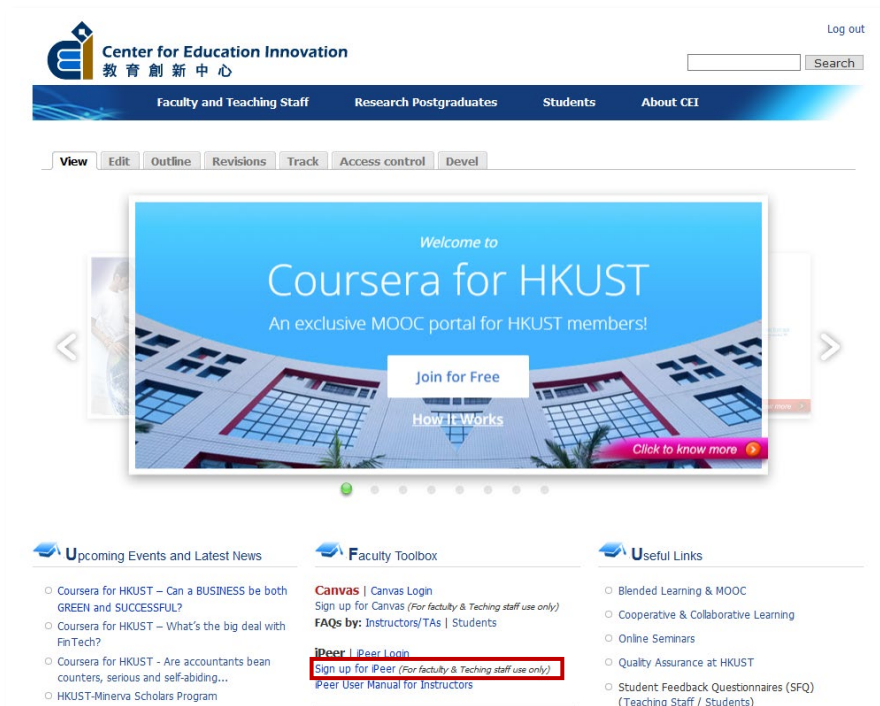 Log out
Center for Education Innovation
教育創新中心
Search
Faculty and Teaching Staff Research Postgraduates Students About CEI
View Edit Outline Revisions Track Access control Devel
Welcome to
Coursera for HKUST
An exclusive MOOC portal for HKUST members!
Join for Free
How It Works
Click to know more
Upcoming Events and Latest News
Coursera for HKUST – Can a BUSINESS be both
GREEN and SUCCESSFUL?
Coursera for HKUST – What's the big deal with
FinTech?
Coursera for HKUST - Are accountants bean
counters, serious and self-abiding...
HKUST-Minerva Scholars Program
Faculty Toolbox
Canvas | Canvas Login
Sign up for Canvas (For factulty & Teching staff use only)
FAQs by: Instructors/TAs | Students
iPeer | iPeer Login
Sign up for iPeer (For factulty & Teching staff use only)
iPeer User Manual for Instructors
Useful Links
Blended Learning & MOOC
Cooperative & Collaborative Learning
Online Seminars
Quality Assurance at HKUST
Student Feedback Questionnaires (SFQ)
(Teaching Staff / Students)